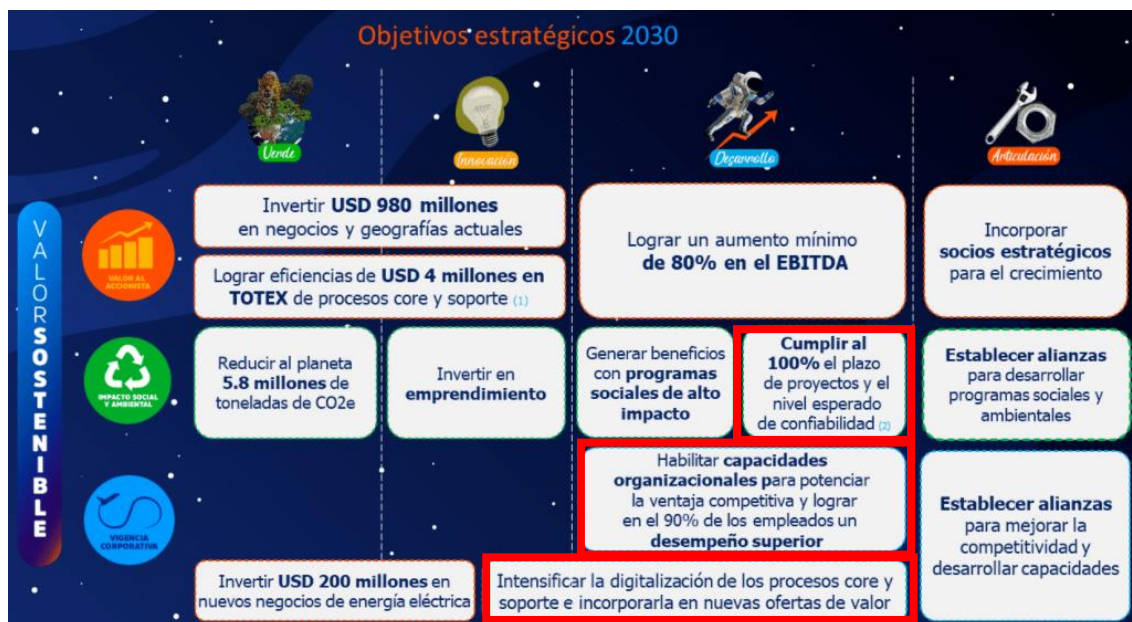 Objetivos estratégicos 2030
Verde
Innovación
Desarrollo
Articulación
VALOR SOSTENIBLE
VALOR AL
ACCIONISTA
Invertir USD 980 millones
en negocios y geografías actuales
Lograr eficiencias de USD 4 millones en
TOTEX de procesos core y soporte (1)
Lograr un aumento mínimo
de 80% en el EBITDA
Incorporar
socios estratégicos
para el crecimiento
IMPACTO SOCIAL
Y AMBIENTAL
Reducir al planeta
5.8 millones de
toneladas de CO2e
Invertir en
emprendimiento
Generar beneficios
con programas
sociales de alto
impacto
Cumplir al
100% el plazo
de proyectos y el
nivel esperado
de confiabilidad (2)
Establecer alianzas
para desarrollar
programas sociales y
ambientales
VIGENCIA
CORPORATIVA
Habilitar capacidades
organizacionales para potenciar
la ventaja competitiva y lograr
en el 90% de los empleados un
desempeño superior
Establecer alianzas
para mejorar la
competitividad y
desarrollar capacidades
Invertir USD 200 millones en
nuevos negocios de energía eléctrica
Intensificar la digitalización de los procesos core y
soporte e incorporarla en nuevas ofertas de valor